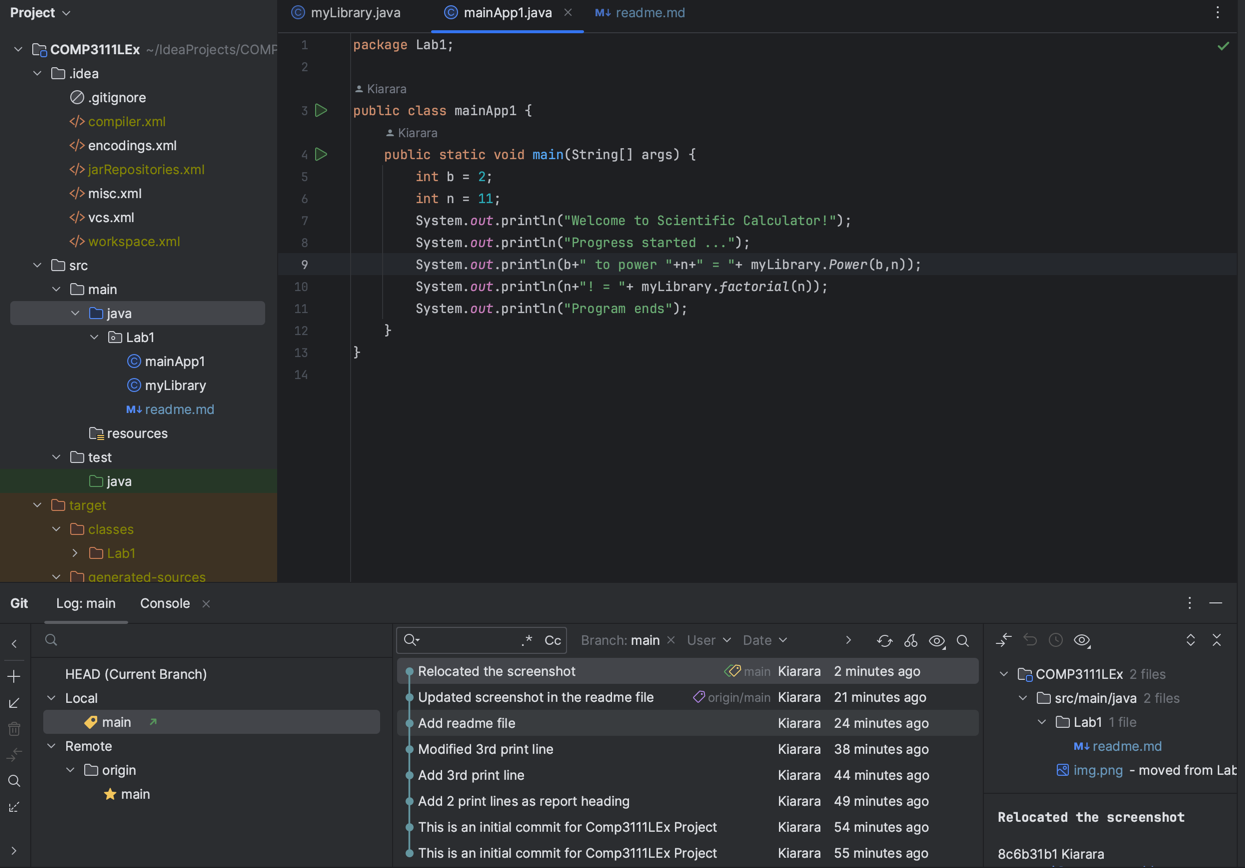 Project
COMP3111LEx ~/IdeaProjects/COMP
.idea
.gitignore
compiler.xml
encodings.xml
jarRepositories.xml
misc.xml
vcs.xml
workspace.xml
src
main
java
Lab1
mainApp1
myLibrary
M↓ readme.md
resources
test
java
target
classes
Lab1
generated-sources
myLibrary.java
mainApp1.java
M↓ readme.md
1 package Lab1;
2
Kiarara
3 public class mainApp1 {
Kiarara
4 public static void main(String[] args) {
5 int b = 2;
6 int n = 11;
7 System.out.println("Welcome to Scientific Calculator!");
8 System.out.println("Progress started ...");
9 System.out.println(b+" to power "+n+" = "+ myLibrary.Power(b,n));
10 System.out.println(n+"! = "+ myLibrary.factorial(n));
11 System.out.println("Program ends");
12 }
13 }
14
Git
Log: main
Console
HEAD (Current Branch)
Local
main
Remote
origin
main
.* Cc
Branch: main
User
Date
Relocated the screenshot main Kiarara 2 minutes ago
Updated screenshot in the readme file origin/main Kiarara 21 minutes ago
Add readme file Kiarara 24 minutes ago
Modified 3rd print line Kiarara 38 minutes ago
Add 3rd print line Kiarara 44 minutes ago
Add 2 print lines as report heading Kiarara 49 minutes ago
This is an initial commit for Comp3111LEx Project Kiarara 54 minutes ago
This is an initial commit for Comp3111LEx Project Kiarara 55 minutes ago
COMP3111LEx 2 files
src/main/java 2 files
Lab1 1 file
M↓ readme.md
img.png - moved from Lab
Relocated the screenshot
8c6b31b1 Kiarara